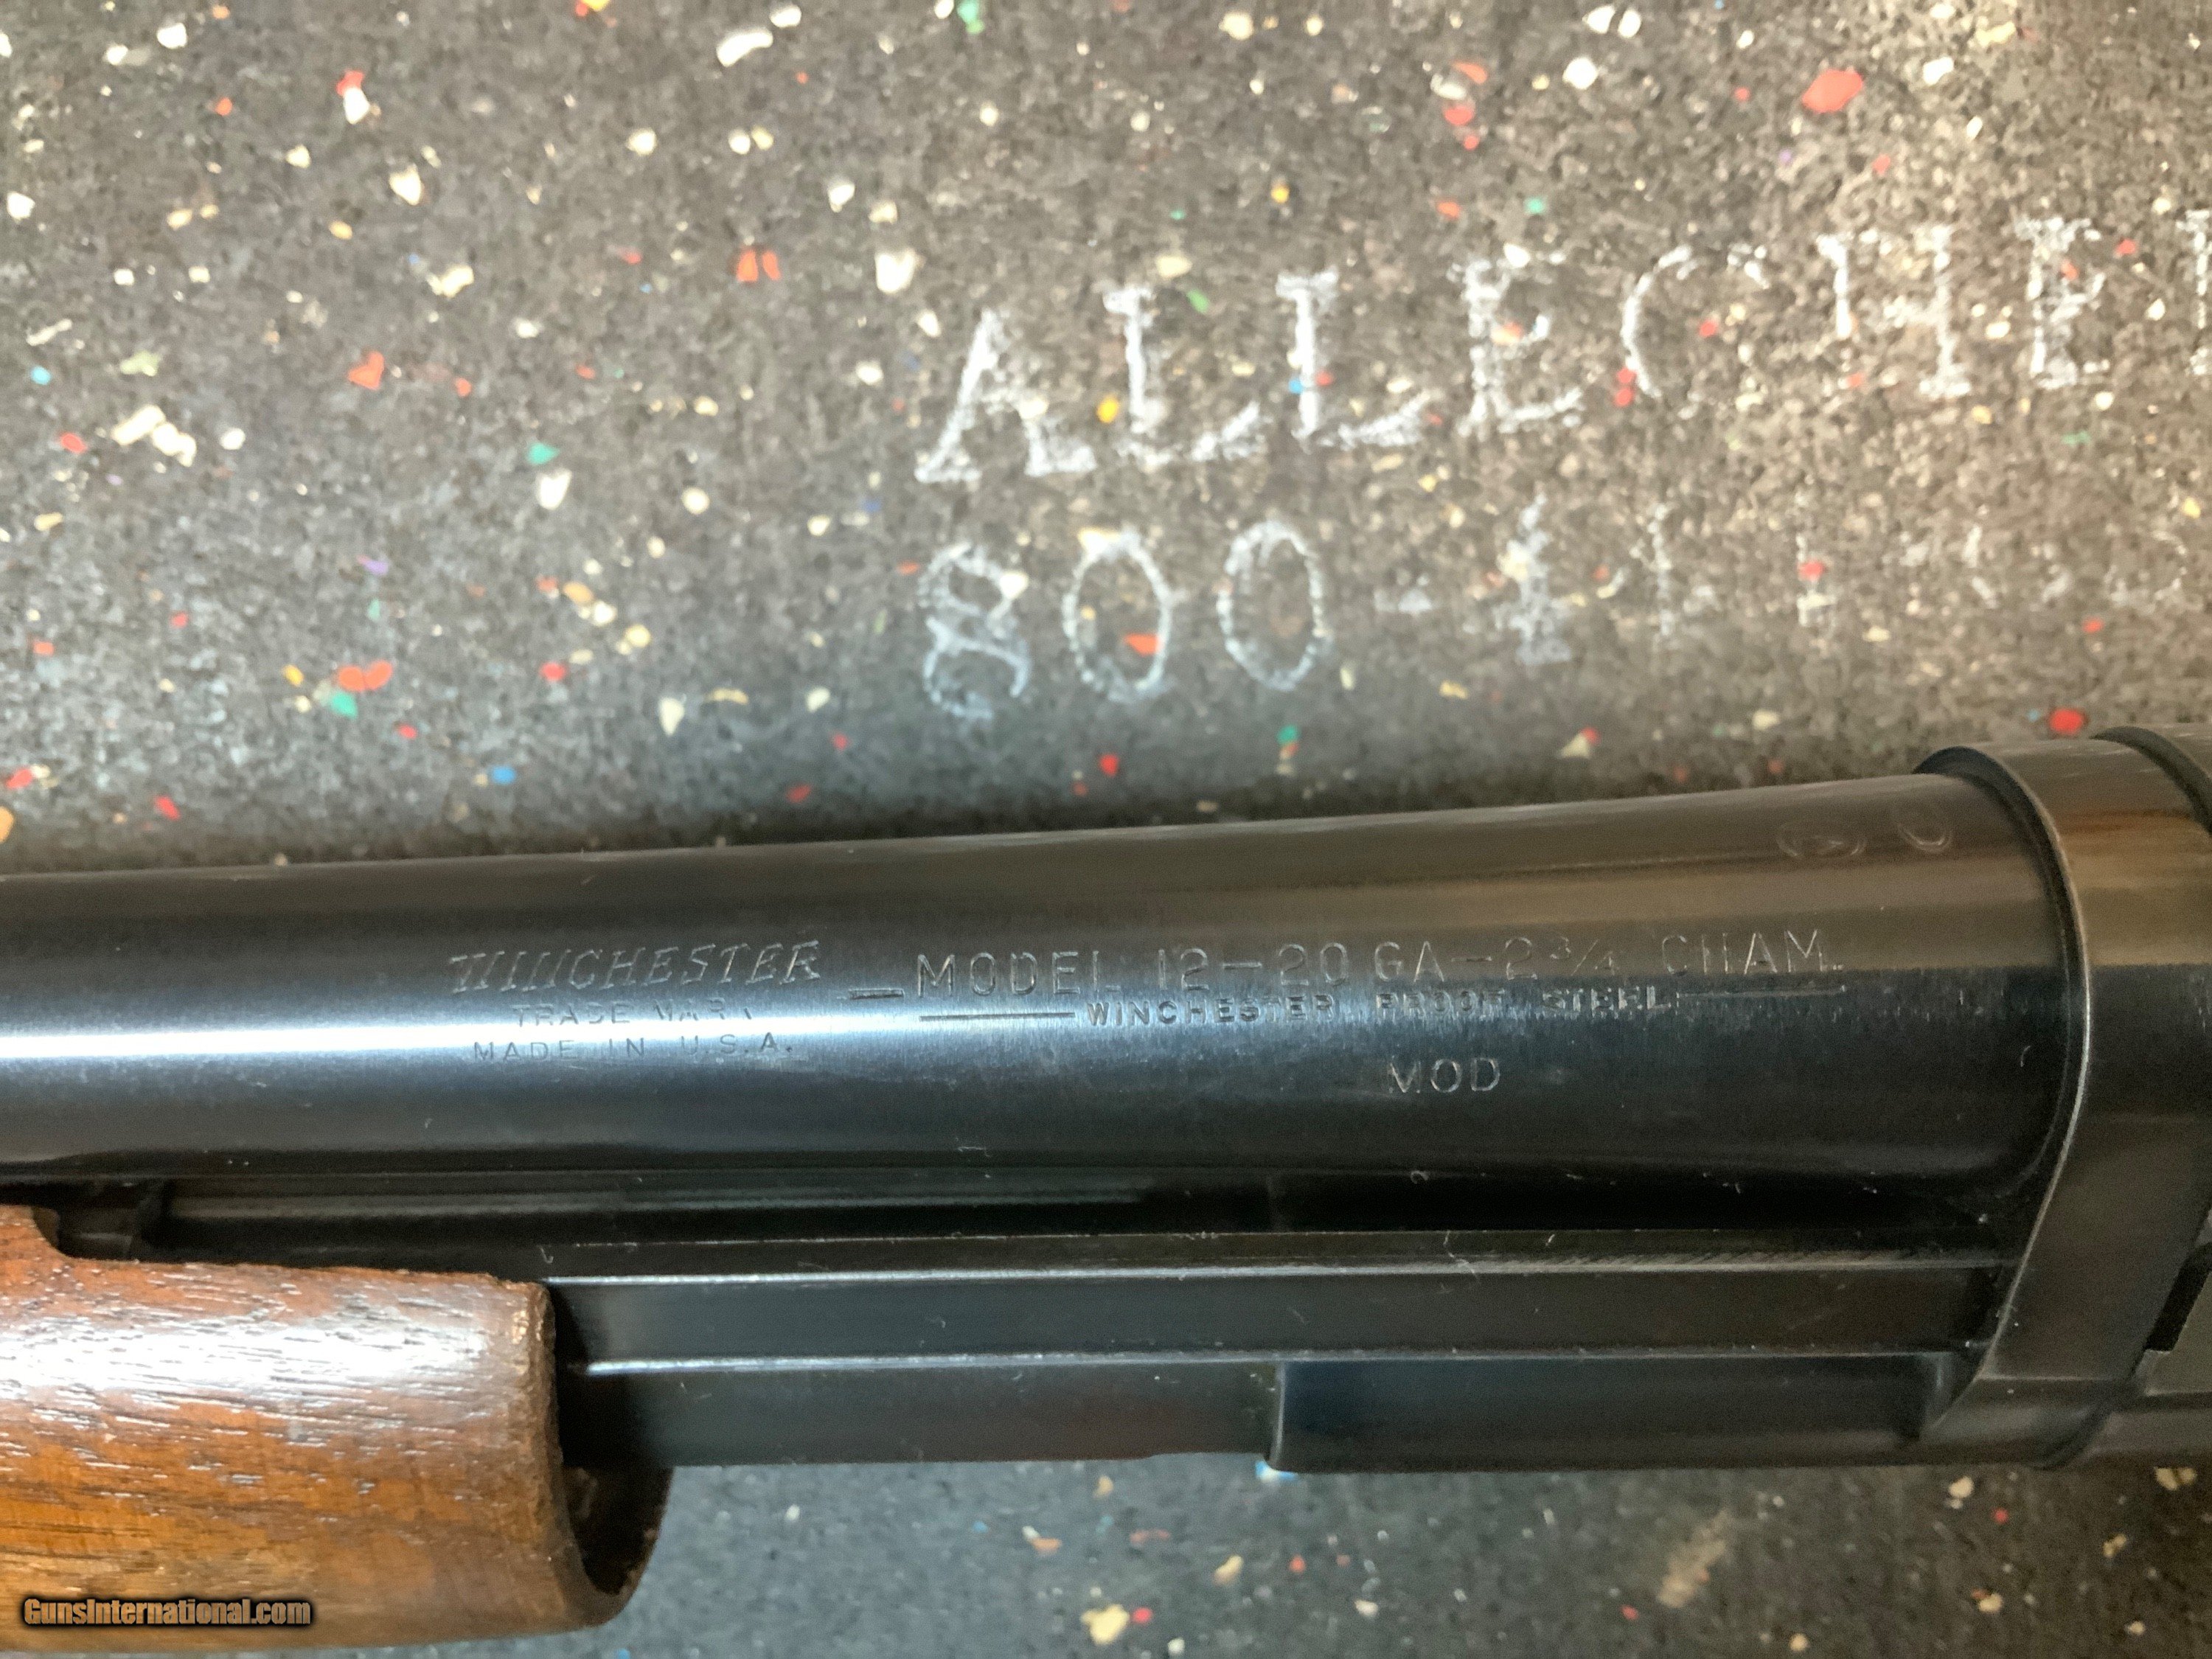 ALLEGHE
800-4
WINCHESTER
TRADE MARK
MADE IN U.S.A.
—MODEL 12—20 GA—2¾ CHAM.—
—WINCHESTER PROOF STEEL—
MOD
GunsInternational.com